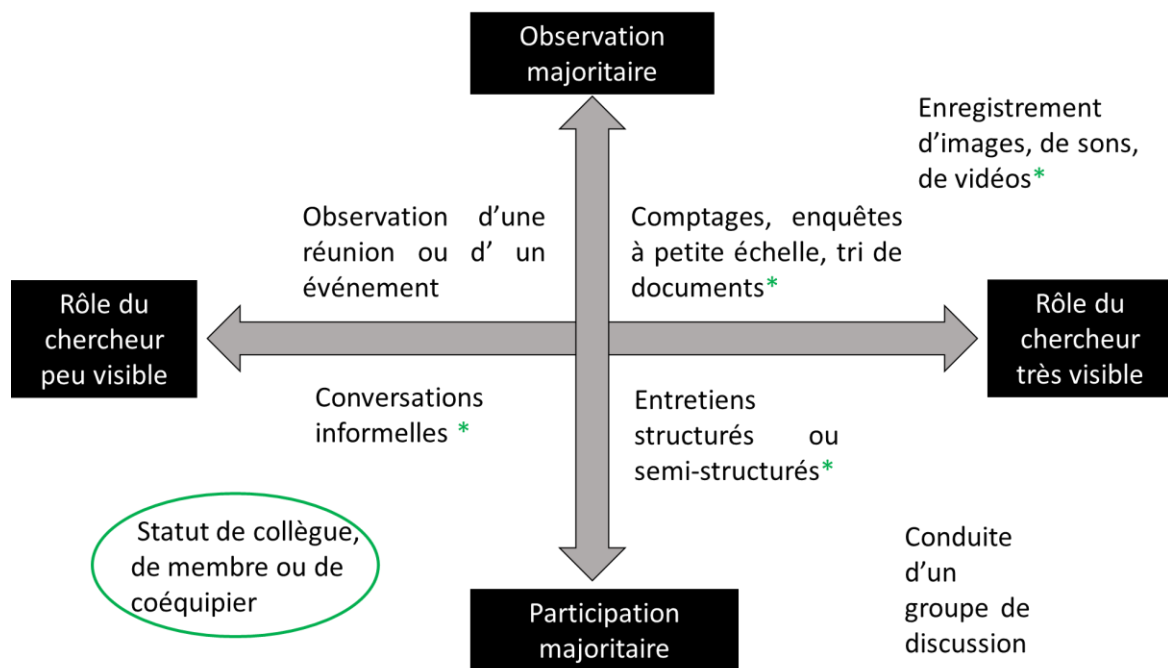 Observation
majoritaire
Enregistrement
d’images, de sons,
de vidéos*
Observation d’une
réunion ou d’ un
événement
Comptages, enquêtes
à petite échelle, tri de
documents*
Rôle du
chercheur
peu visible
Rôle du
chercheur
très visible
Conversations
informelles *
Entretiens
structurés ou
semi-structurés*
Statut de collègue,
de membre ou de
coéquipier
Conduite
d’un
groupe de
discussion
Participation
majoritaire